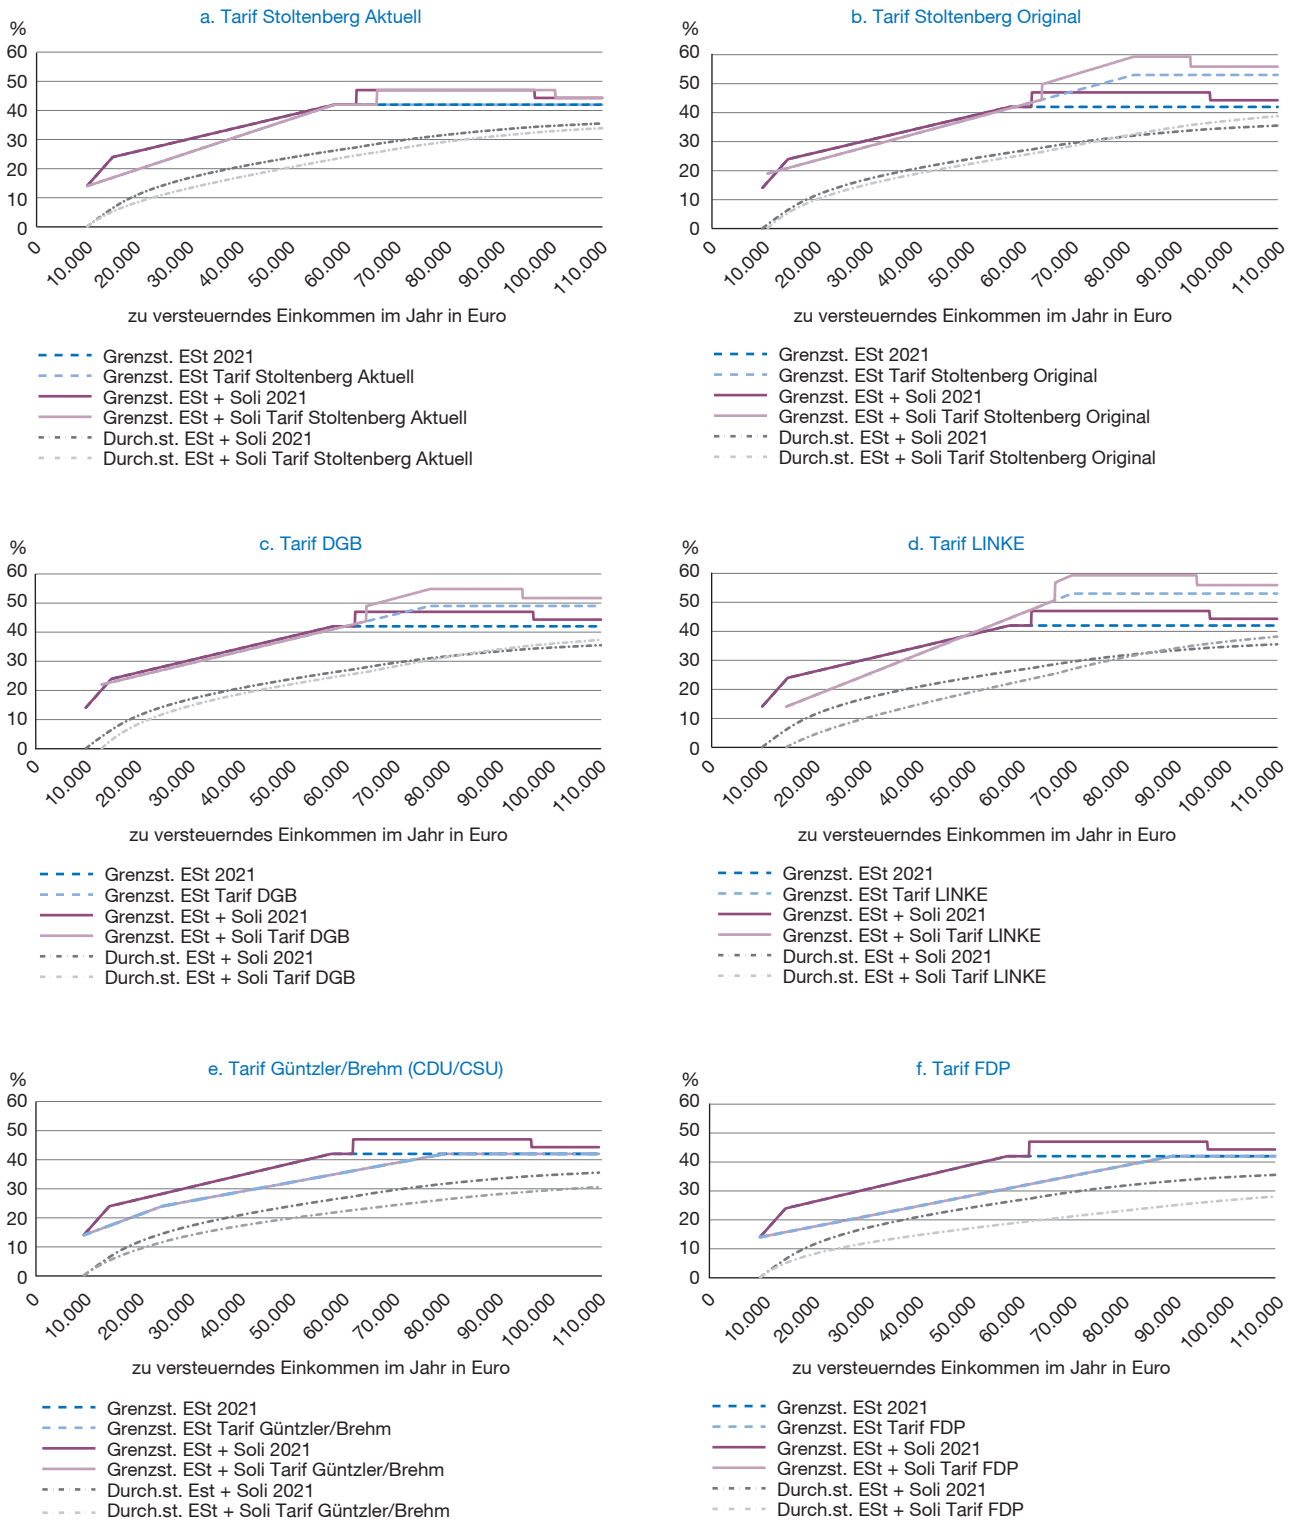 a. Tarif Stoltenberg Aktuell
%
60
50
40
30
20
10
0
0
10.000
20.000
30.000
40.000
50.000
60.000
70.000
80.000
90.000
100.000
110.000
zu versteuerndes Einkommen im Jahr in Euro
Grenzst. ESt 2021
Grenzst. ESt Tarif Stoltenberg Aktuell
Grenzst. ESt + Soli 2021
Grenzst. ESt + Soli Tarif Stoltenberg Aktuell
Durch.st. ESt + Soli 2021
Durch.st. ESt + Soli Tarif Stoltenberg Aktuell
b. Tarif Stoltenberg Original
%
60
50
40
30
20
10
0
0
10.000
20.000
30.000
40.000
50.000
60.000
70.000
80.000
90.000
100.000
110.000
zu versteuerndes Einkommen im Jahr in Euro
Grenzst. ESt 2021
Grenzst. ESt Tarif Stoltenberg Original
Grenzst. ESt + Soli 2021
Grenzst. ESt + Soli Tarif Stoltenberg Original
Durch.st. ESt + Soli 2021
Durch.st. ESt + Soli Tarif Stoltenberg Original
c. Tarif DGB
%
60
50
40
30
20
10
0
0
10.000
20.000
30.000
40.000
50.000
60.000
70.000
80.000
90.000
100.000
110.000
zu versteuerndes Einkommen im Jahr in Euro
Grenzst. ESt 2021
Grenzst. ESt Tarif DGB
Grenzst. ESt + Soli 2021
Grenzst. ESt + Soli Tarif DGB
Durch.st. ESt + Soli 2021
Durch.st. ESt + Soli Tarif DGB
d. Tarif LINKE
%
60
50
40
30
20
10
0
0
10.000
20.000
30.000
40.000
50.000
60.000
70.000
80.000
90.000
100.000
110.000
zu versteuerndes Einkommen im Jahr in Euro
Grenzst. ESt 2021
Grenzst. ESt Tarif LINKE
Grenzst. ESt + Soli 2021
Grenzst. ESt + Soli Tarif LINKE
Durch.st. ESt + Soli 2021
Durch.st. ESt + Soli Tarif LINKE
e. Tarif Güntzler/Brehm (CDU/CSU)
%
60
50
40
30
20
10
0
0
10.000
20.000
30.000
40.000
50.000
60.000
70.000
80.000
90.000
100.000
110.000
zu versteuerndes Einkommen im Jahr in Euro
Grenzst. ESt 2021
Grenzst. ESt Tarif Güntzler/Brehm
Grenzst. ESt + Soli 2021
Grenzst. ESt + Soli Tarif Güntzler/Brehm
Durch.st. Est + Soli 2021
Durch.st. ESt + Soli Tarif Güntzler/Brehm
f. Tarif FDP
%
60
50
40
30
20
10
0
0
10.000
20.000
30.000
40.000
50.000
60.000
70.000
80.000
90.000
100.000
110.000
zu versteuerndes Einkommen im Jahr in Euro
Grenzst. ESt 2021
Grenzst. ESt Tarif FDP
Grenzst. ESt + Soli 2021
Grenzst. ESt + Soli Tarif FDP
Durch.st. ESt + Soli 2021
Durch.st. ESt + Soli Tarif FDP